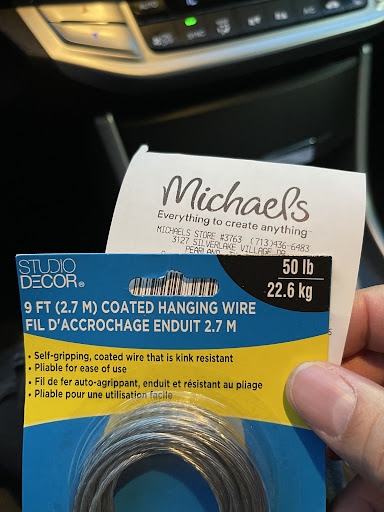 SYNC
Michaels
Everything to create anything™
MICHAELS STORE #3763 (713)436-6483
3127 SILVERLAKE VILLAGE DR
PEARLAND,
STUDIO
DECOR®
50 lb
22.6 kg
9 FT (2.7 M) COATED HANGING WIRE
FIL D'ACCROCHAGE ENDUIT 2.7 M
• Self-gripping, coated wire that is kink resistant
• Pliable for ease of use
• Fil de fer auto-agrippant, enduit et résistant au pliage
• Pliable pour une utilisation facile